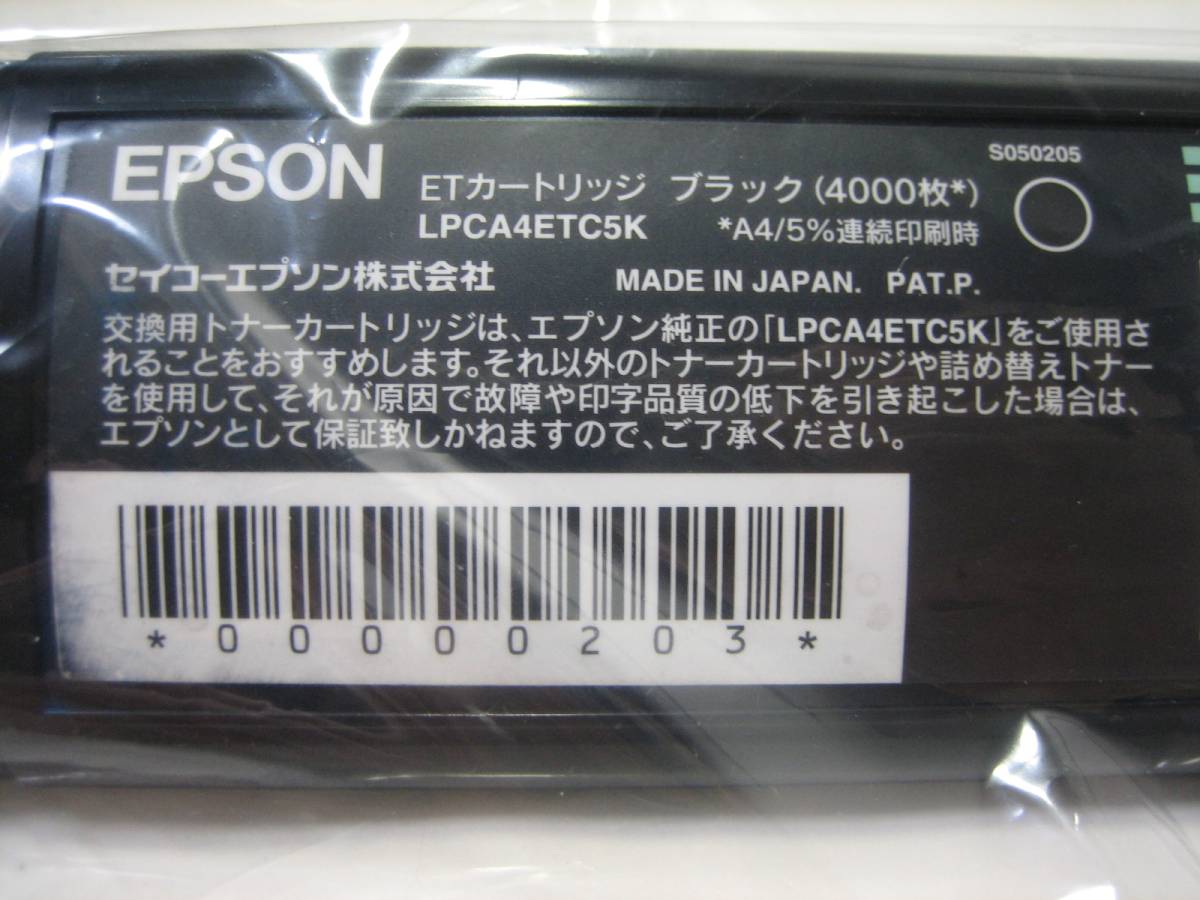 S050205
EPSON
ETカートリッジ ブラック(4000枚*)
LPCA4ETC5K *A4/5%連続印刷時
セイコーエプソン株式会社 MADE IN JAPAN. PAT.P.
交換用トナーカートリッジは、エプソン純正の「LPCA4ETC5K」をご使用さ
れることをおすすめします。それ以外のトナーカートリッジや詰め替えトナー
を使用して、それが原因で故障や印字品質の低下を引き起こした場合は、
エプソンとして保証致しかねますので、ご了承ください。
*00000203*